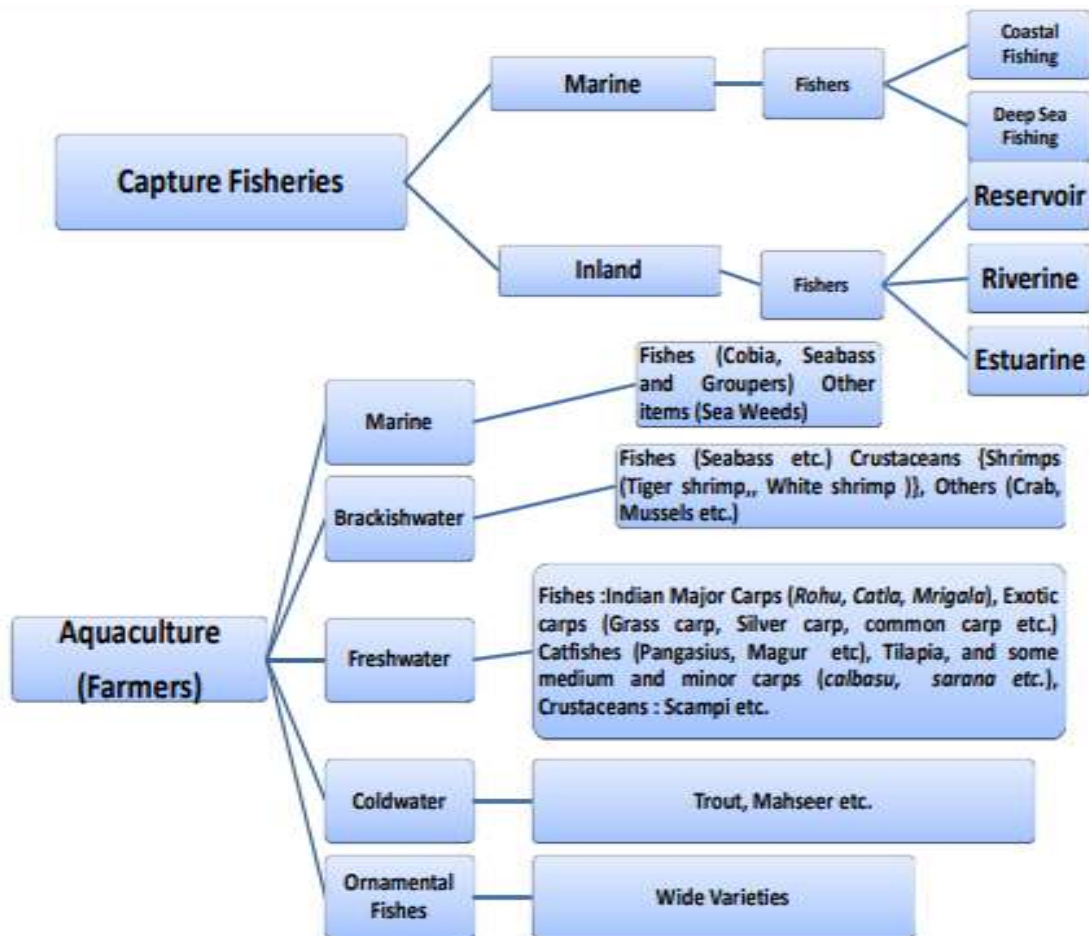 Capture Fisheries
Marine
Fishers
Coastal
Fishing
Deep Sea
Fishing
Inland
Fishers
Reservoir
Riverine
Estuarine
Aquaculture
(Farmers)
Marine
Fishes (Cobia, Seabass
and Groupers) Other
items (Sea Weeds)
Brackishwater
Fishes (Seabass etc.) Crustaceans {Shrimps
(Tiger shrimp,, White shrimp )}, Others (Crab,
Mussels etc.)
Freshwater
Fishes :Indian Major Carps (Rohu, Catla, Mrigala), Exotic
carps (Grass carp, Silver carp, common carp etc.)
Catfishes (Pangasius, Magur etc), Tilapia, and some
medium and minor carps (calbasu, sarana etc.),
Crustaceans : Scampi etc.
Coldwater
Trout, Mahseer etc.
Ornamental
Fishes
Wide Varieties